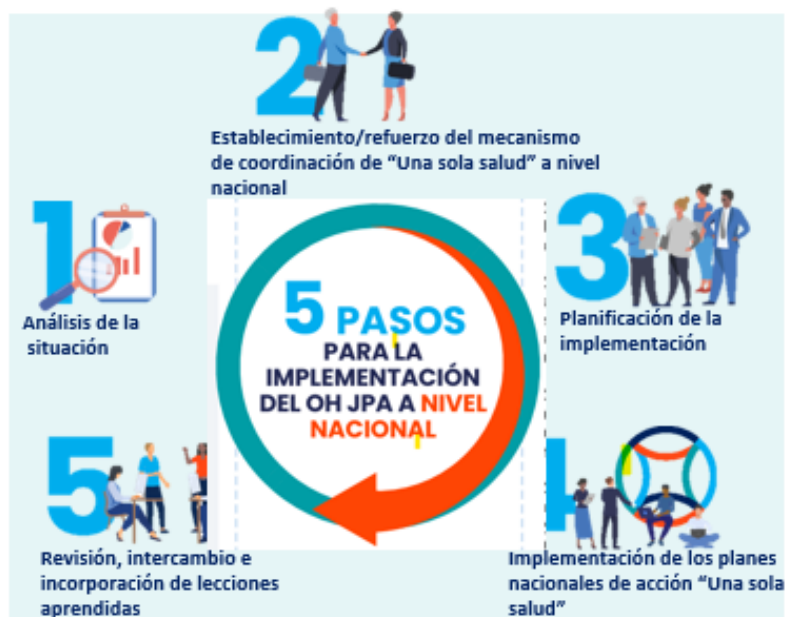 2
Establecimiento/refuerzo del mecanismo
de coordinación de “Una sola salud” a nivel
nacional
1
Análisis de la
situación
5 PASOS
PARA LA
IMPLEMENTACIÓN
DEL OH JPA A NIVEL
NACIONAL
3
Planificación de la
implementación
5
Revisión, intercambio e
incorporación de lecciones
aprendidas
4
Implementación de los planes
nacionales de acción “Una sola
salud”